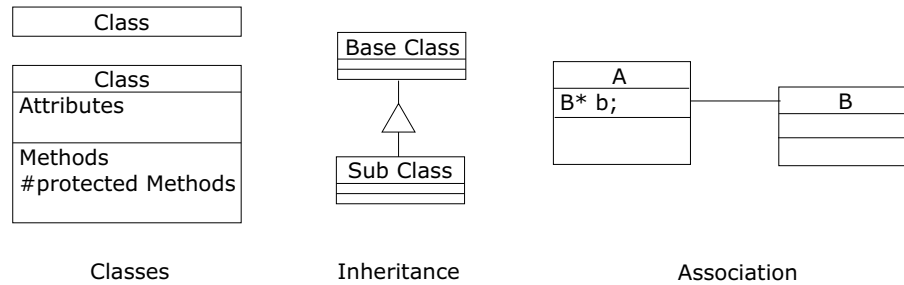 Class
Class
Attributes
Methods
#protected Methods
Classes
Base Class
Sub Class
Inheritance
A
B* b;
B
Association